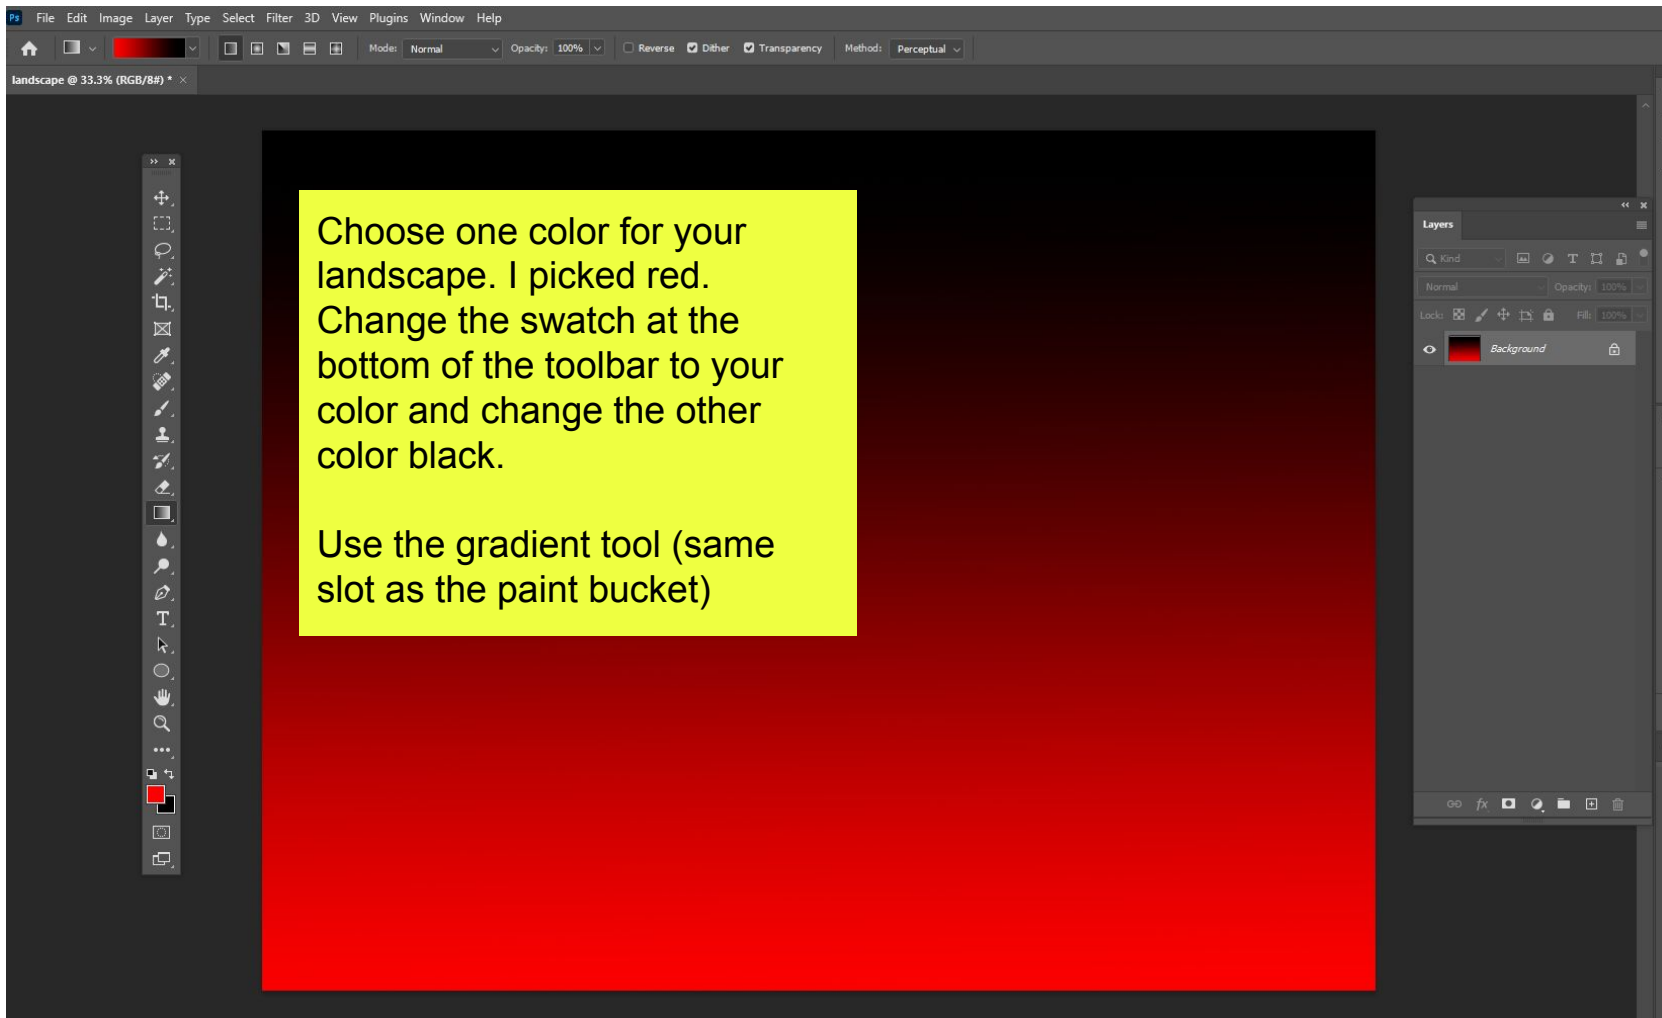 Ps File Edit Image Layer Type Select Filter 3D View Plugins Window Help
Mode: Normal Opacity: 100% Reverse Dither Transparency Method: Perceptual
landscape @ 33.3% (RGB/8#) * ×
Choose one color for your
landscape. I picked red.
Change the swatch at the
bottom of the toolbar to your
color and change the other
color black.
Use the gradient tool (same
slot as the paint bucket)
Layers
Kind
Normal Opacity: 100%
Lock: Fill: 100%
Background